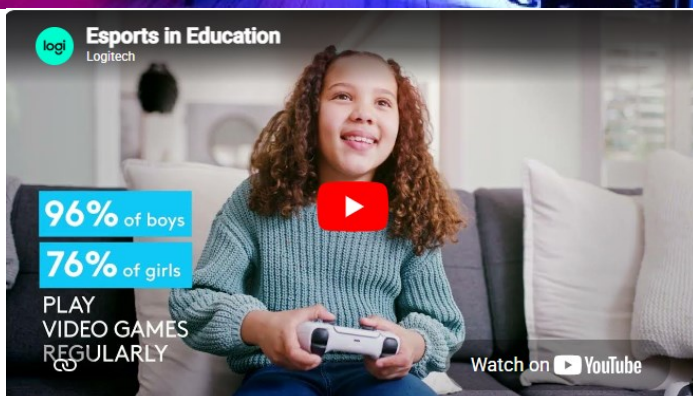 logi
Esports in Education
Logitech
96% of boys
76% of girls
PLAY
VIDEO GAMES
REGULARLY
Watch on YouTube